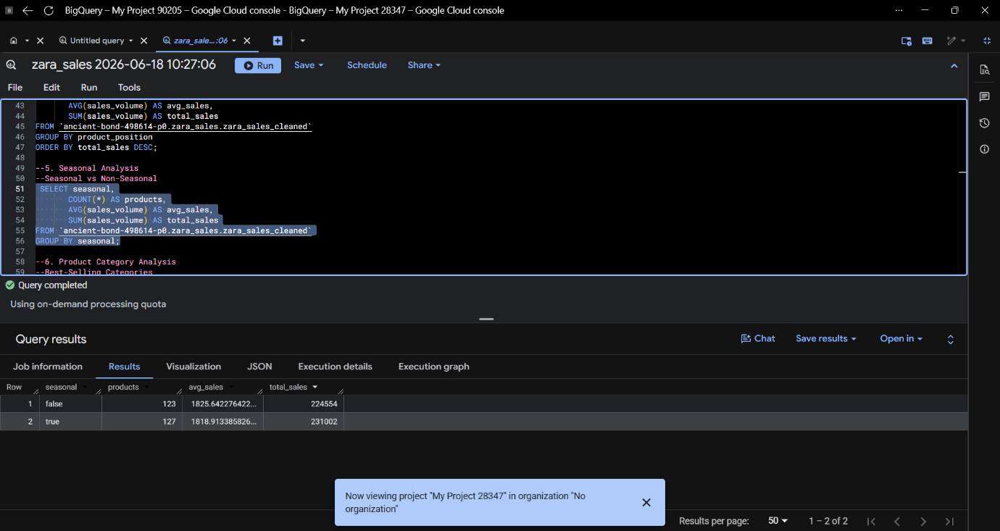 BigQuery – My Project 90205 – Google Cloud console - BigQuery – My Project 28347 – Google Cloud console
Untitled query
zara_sale...:06
zara_sales 2026-06-18 10:27:06
Run
Save
Schedule
Share
File
Edit
Run
Tools
43 AVG(sales_volume) AS avg_sales,
44 SUM(sales_volume) AS total_sales
45 FROM `ancient-bond-498614-p0.zara_sales.zara_sales_cleaned`
46 GROUP BY product_position
47 ORDER BY total_sales DESC;
48
49 --5. Seasonal Analysis
50 --Seasonal vs Non-Seasonal
51 SELECT seasonal,
52 COUNT(*) AS products,
53 AVG(sales_volume) AS avg_sales,
54 SUM(sales_volume) AS total_sales
55 FROM `ancient-bond-498614-p0.zara_sales.zara_sales_cleaned`
56 GROUP BY seasonal;
57
58 --6. Product Category Analysis
59 --Best-Selling Categories
Query completed
Using on-demand processing quota
Query results
Chat
Save results
Open in
Job information
Results
Visualization
JSON
Execution details
Execution graph
Row seasonal products avg_sales total_sales
1 false 123 1825.642276422... 224554
2 true 127 1818.913385826... 231002
Now viewing project "My Project 28347" in organization "No
organization"
Results per page: 50 1 – 2 of 2